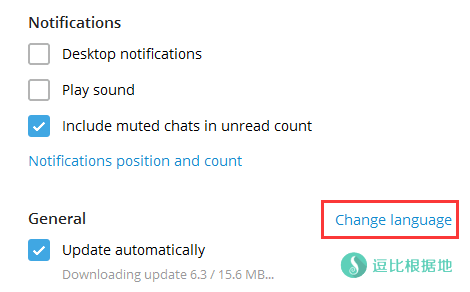 Notifications
Desktop notifications
Play sound
Include muted chats in unread count
Notifications position and count
General
Change language
Update automatically
Downloading update 6.3 / 15.6 MB...
逗比根据地